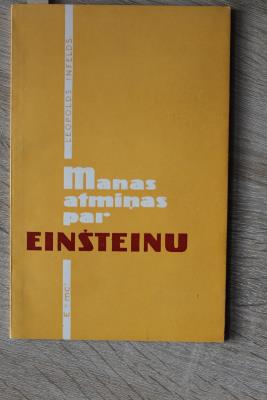 LEOPOLDS INFELDS
Manas
atmiņas
par
EINŠTEINU
E=mc²